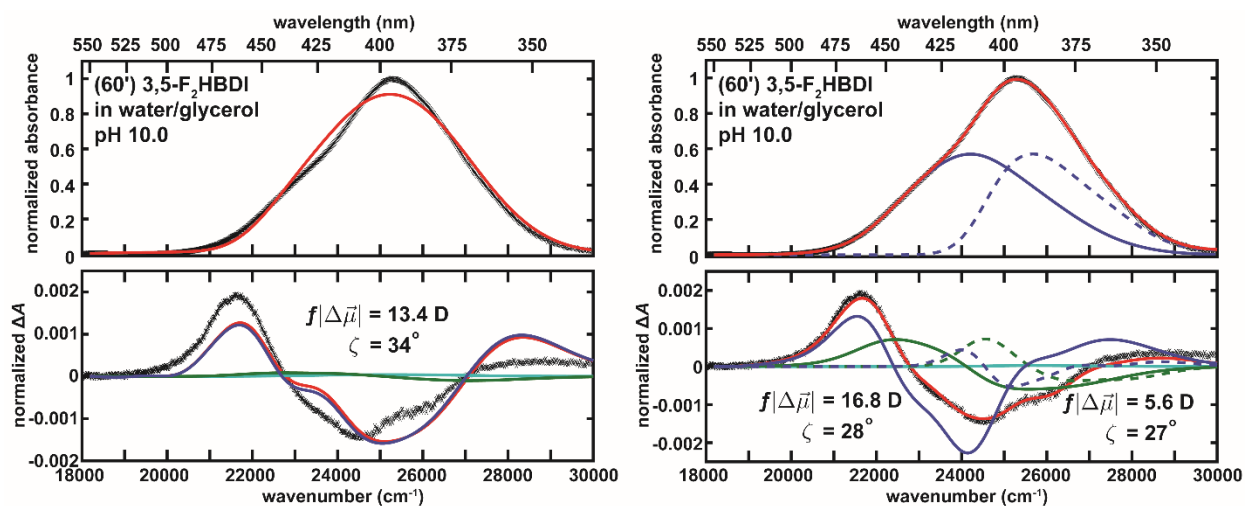 wavelength (nm)
550 525 500 475 450 425 400 375 350
normalized absorbance
1
0.8
0.6
0.4
0.2
0
(60') 3,5-F₂HBDI
in water/glycerol
pH 10.0
normalized ΔA
0.002
0.001
0
-0.001
-0.002
f|Δμ⃗| = 13.4 D
ζ = 34°
18000 20000 22000 24000 26000 28000 30000
wavenumber (cm⁻¹)
wavelength (nm)
550 525 500 475 450 425 400 375 350
normalized absorbance
1
0.8
0.6
0.4
0.2
0
(60') 3,5-F₂HBDI
in water/glycerol
pH 10.0
normalized ΔA
0.002
0.001
0
-0.001
-0.002
f|Δμ⃗| = 16.8 D
ζ = 28°
f|Δμ⃗| = 5.6 D
ζ = 27°
18000 20000 22000 24000 26000 28000 30000
wavenumber (cm⁻¹)